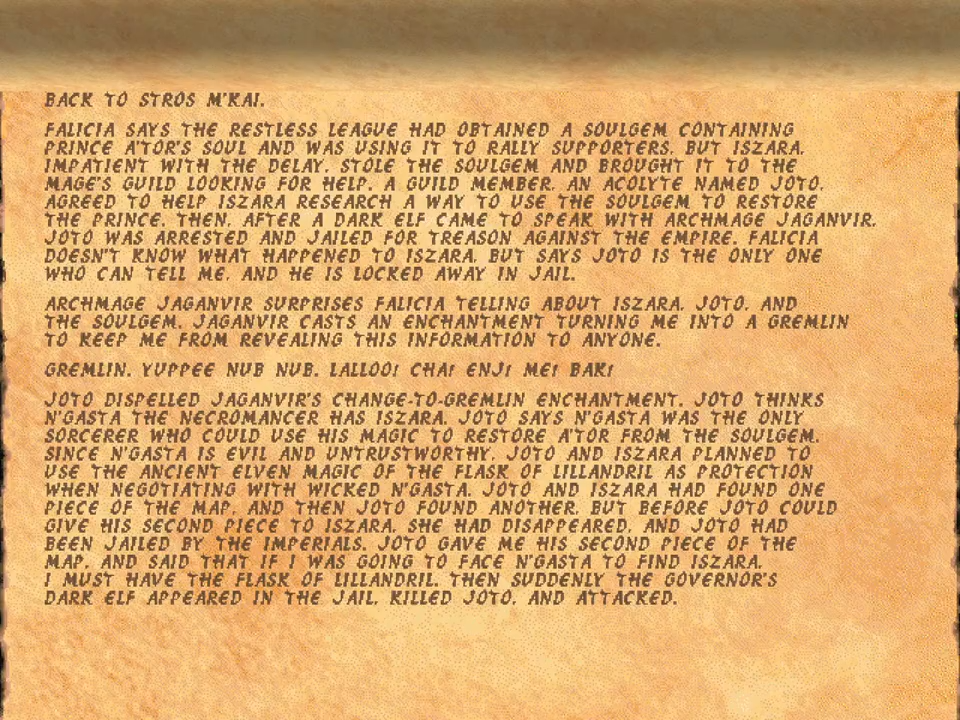 BACK TO STROS M'KAI.
FALICIA SAYS THE RESTLESS LEAGUE HAD OBTAINED A SOULGEM CONTAINING
PRINCE A'TOR'S SOUL AND WAS USING IT TO RALLY SUPPORTERS. BUT ISZARA,
IMPATIENT WITH THE DELAY, STOLE THE SOULGEM AND BROUGHT IT TO THE
MAGE'S GUILD LOOKING FOR HELP. A GUILD MEMBER, AN ACOLYTE NAMED JOTO,
AGREED TO HELP ISZARA RESEARCH A WAY TO USE THE SOULGEM TO RESTORE
THE PRINCE. THEN, AFTER A DARK ELF CAME TO SPEAK WITH ARCHMAGE JAGANVIR,
JOTO WAS ARRESTED AND JAILED FOR TREASON AGAINST THE EMPIRE. FALICIA
DOESN'T KNOW WHAT HAPPENED TO ISZARA, BUT SAYS JOTO IS THE ONLY ONE
WHO CAN TELL ME, AND HE IS LOCKED AWAY IN JAIL.
ARCHMAGE JAGANVIR SURPRISES FALICIA TELLING ABOUT ISZARA, JOTO, AND
THE SOULGEM. JAGANVIR CASTS AN ENCHANTMENT TURNING ME INTO A GREMLIN
TO KEEP ME FROM REVEALING THIS INFORMATION TO ANYONE.
GREMLIN. YUPPEE NUB NUB. LALLOO! CHA! ENJ! ME! BAK!
JOTO DISPELLED JAGANVIR'S CHANGE-TO-GREMLIN ENCHANTMENT. JOTO THINKS
N'GASTA THE NECROMANCER HAS ISZARA. JOTO SAYS N'GASTA WAS THE ONLY
SORCERER WHO COULD USE HIS MAGIC TO RESTORE A'TOR FROM THE SOULGEM.
SINCE N'GASTA IS EVIL AND UNTRUSTWORTHY, JOTO AND ISZARA PLANNED TO
USE THE ANCIENT ELVEN MAGIC OF THE FLASK OF LILLANDRIL AS PROTECTION
WHEN NEGOTIATING WITH WICKED N'GASTA. JOTO AND ISZARA HAD FOUND ONE
PIECE OF THE MAP, AND THEN JOTO FOUND ANOTHER. BUT BEFORE JOTO COULD
GIVE HIS SECOND PIECE TO ISZARA, SHE HAD DISAPPEARED, AND JOTO HAD
BEEN JAILED BY THE IMPERIALS. JOTO GAVE ME HIS SECOND PIECE OF THE
MAP, AND SAID THAT IF I WAS GOING TO FACE N'GASTA TO FIND ISZARA,
I MUST HAVE THE FLASK OF LILLANDRIL. THEN SUDDENLY THE GOVERNOR'S
DARK ELF APPEARED IN THE JAIL, KILLED JOTO, AND ATTACKED.